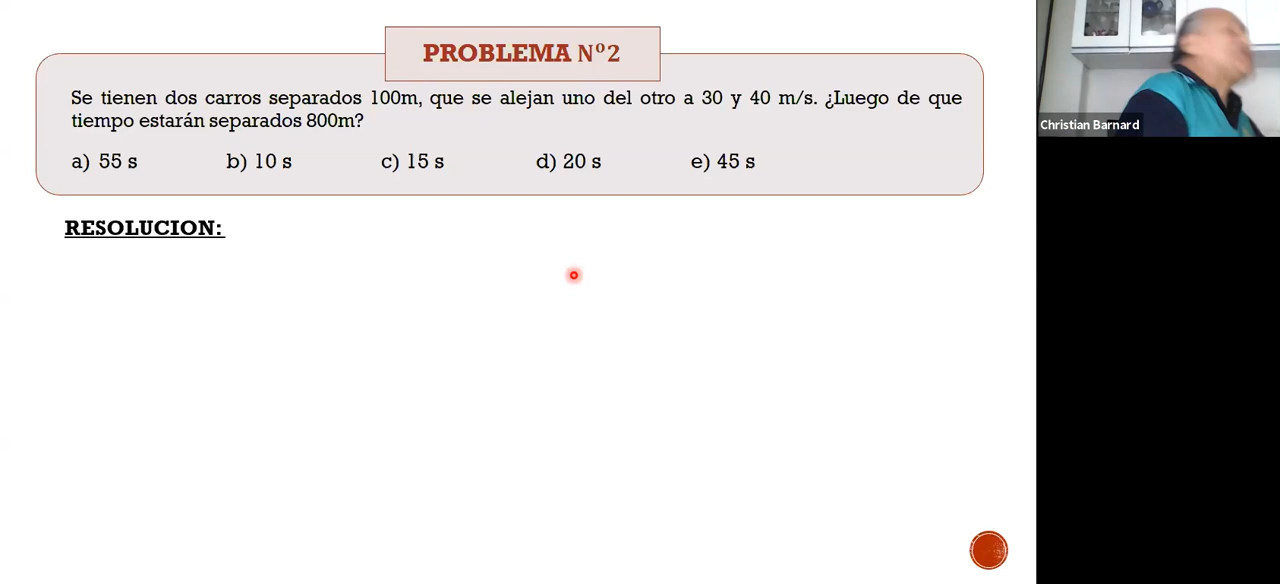 PROBLEMA Nº2
Se tienen dos carros separados 100m, que se alejan uno del otro a 30 y 40 m/s. ¿Luego de que
tiempo estarán separados 800m?
a) 55 s b) 10 s c) 15 s d) 20 s e) 45 s
RESOLUCION:
Christian Barnard